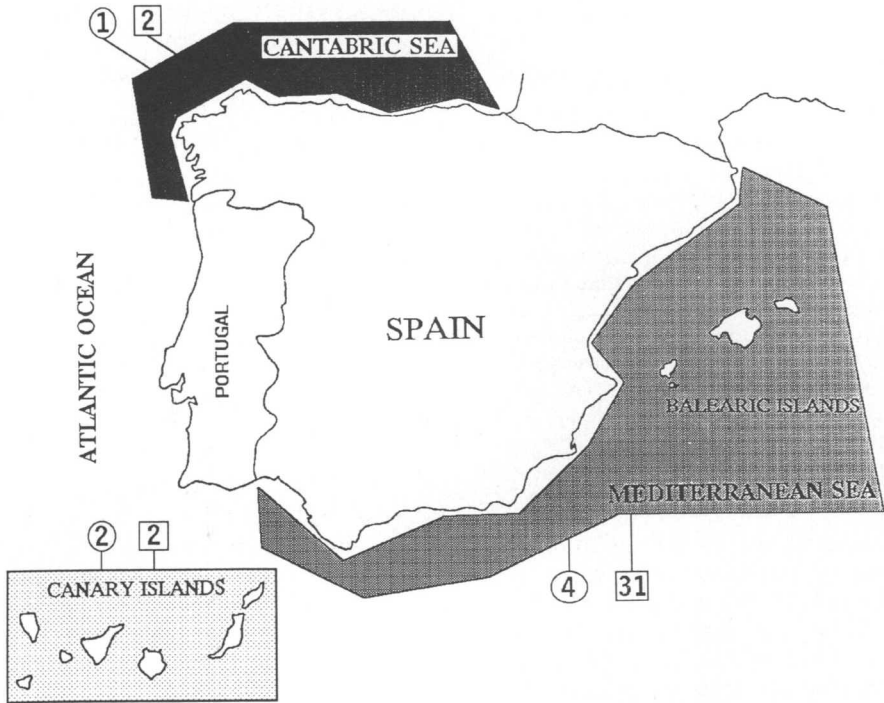 1 2
CANTABRIC SEA
ATLANTIC OCEAN
PORTUGAL
SPAIN
BALEARIC ISLANDS
MEDITERRANEAN SEA
2 2
4 31
CANARY ISLANDS